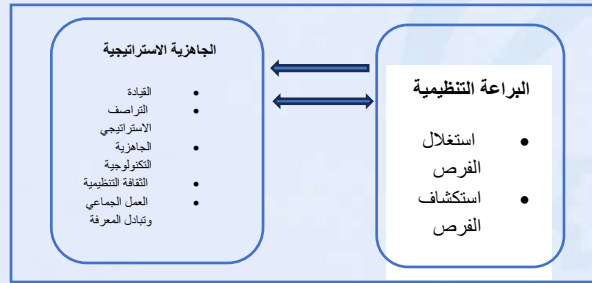 البراعة التنظيمية
• استغلال
الفرص
• استكشاف
الفرص
الجاهزية الاستراتيجية
• القيادة
• التراصف
الاستراتيجي
• الجاهزية
التكنولوجية
• الثقافة التنظيمية
• العمل الجماعي
وتبادل المعرفة